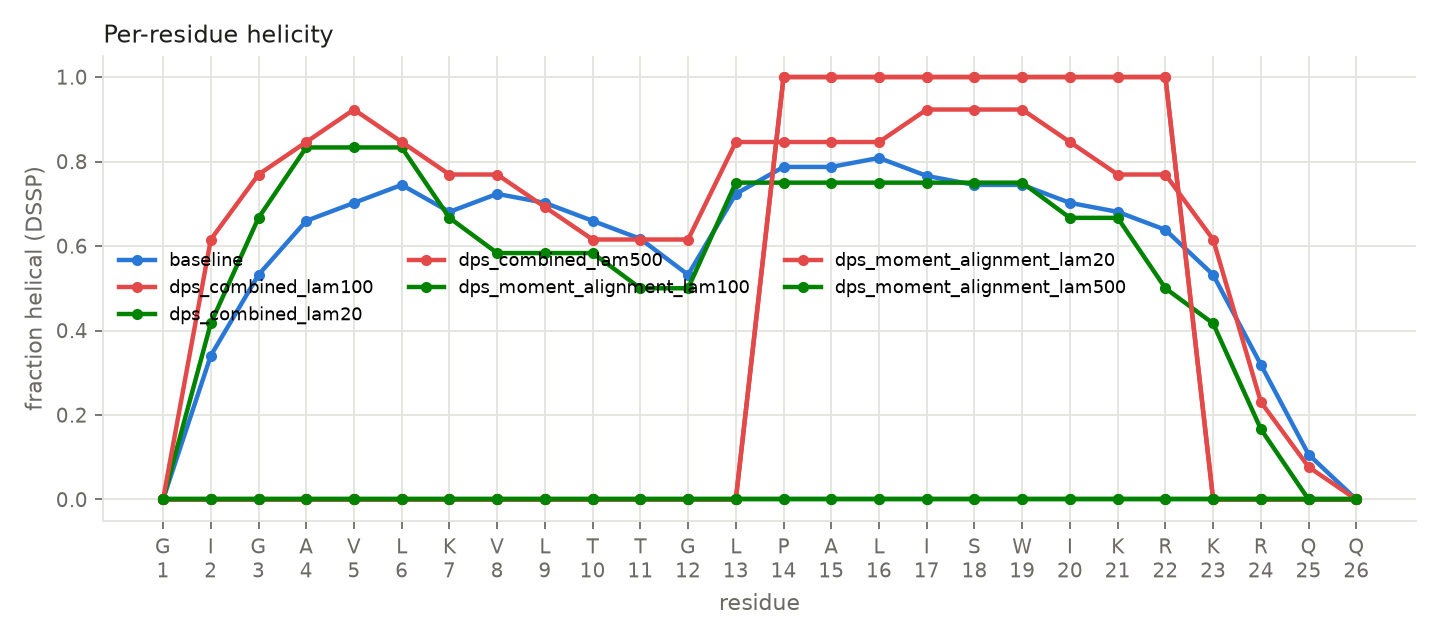 Per-residue helicity
fraction helical (DSSP)
1.0
0.8
0.6
0.4
0.2
0.0
baseline dps_combined_lam500 dps_moment_alignment_lam20
dps_combined_lam100 dps_moment_alignment_lam100 dps_moment_alignment_lam500
dps_combined_lam20
G I G A V L K V L T T G L P A L I S W I K R K R Q Q
1 2 3 4 5 6 7 8 9 10 11 12 13 14 15 16 17 18 19 20 21 22 23 24 25 26
residue